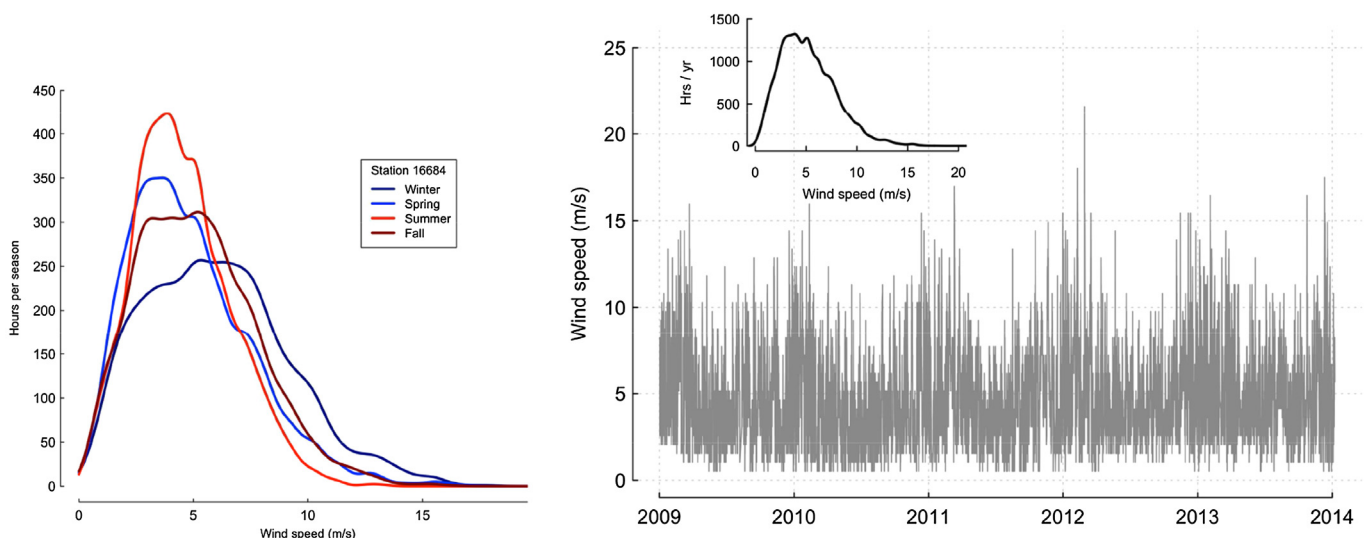 450
400
350
300
250
200
150
100
50
0
Hours per season
0 5 10 15
Wind speed (m/s)
Station 16684
Winter
Spring
Summer
Fall
25
20
15
10
5
0
Wind speed (m/s)
2009 2010 2011 2012 2013 2014
1500
1000
500
0
Hrs / yr
0 5 10 15 20
Wind speed (m/s)